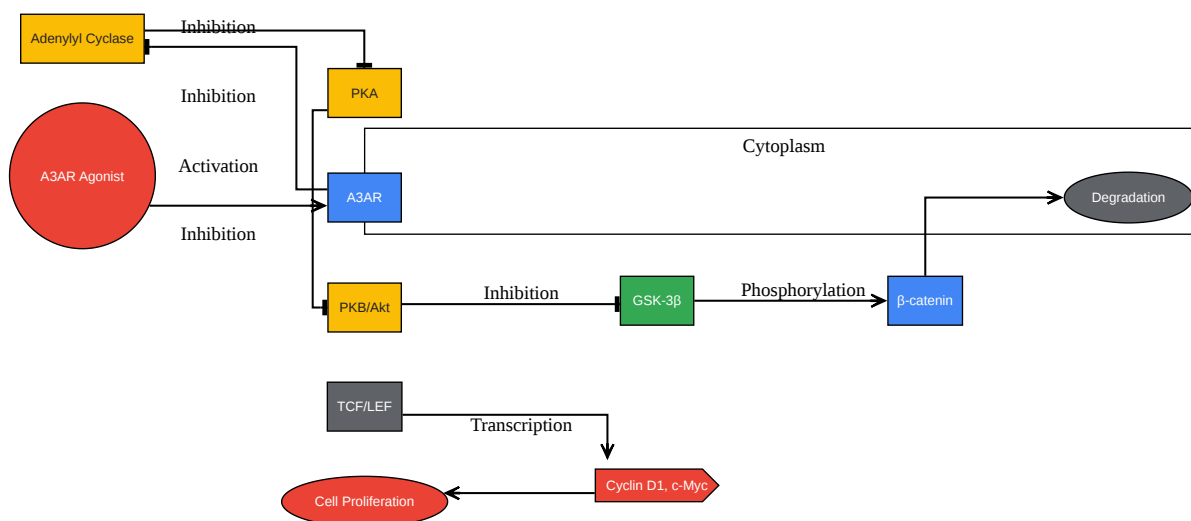 Inhibition
Adenylyl Cyclase
Inhibition
PKA
Cytoplasm
Activation
A3AR Agonist
A3AR
Degradation
Inhibition
Inhibition
Phosphorylation
PKB/Akt
GSK-3β
β-catenin
TCF/LEF
Transcription
Cyclin D1, c-Myc
Cell Proliferation